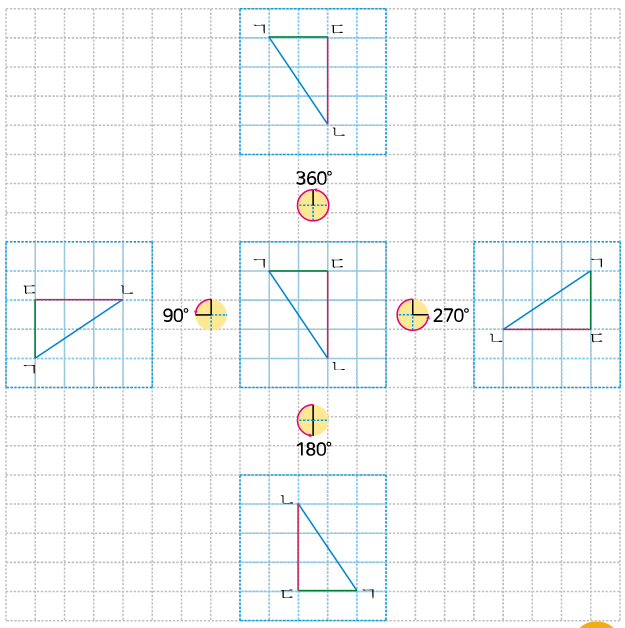 ㄱ ㄷ
ㄴ
360°
ㄱ ㄷ
ㄱ
ㄷ ㄴ
90°
270°
ㄴ ㄷ
ㄱ
ㄴ
180°
ㄴ
ㄷ ㄱ